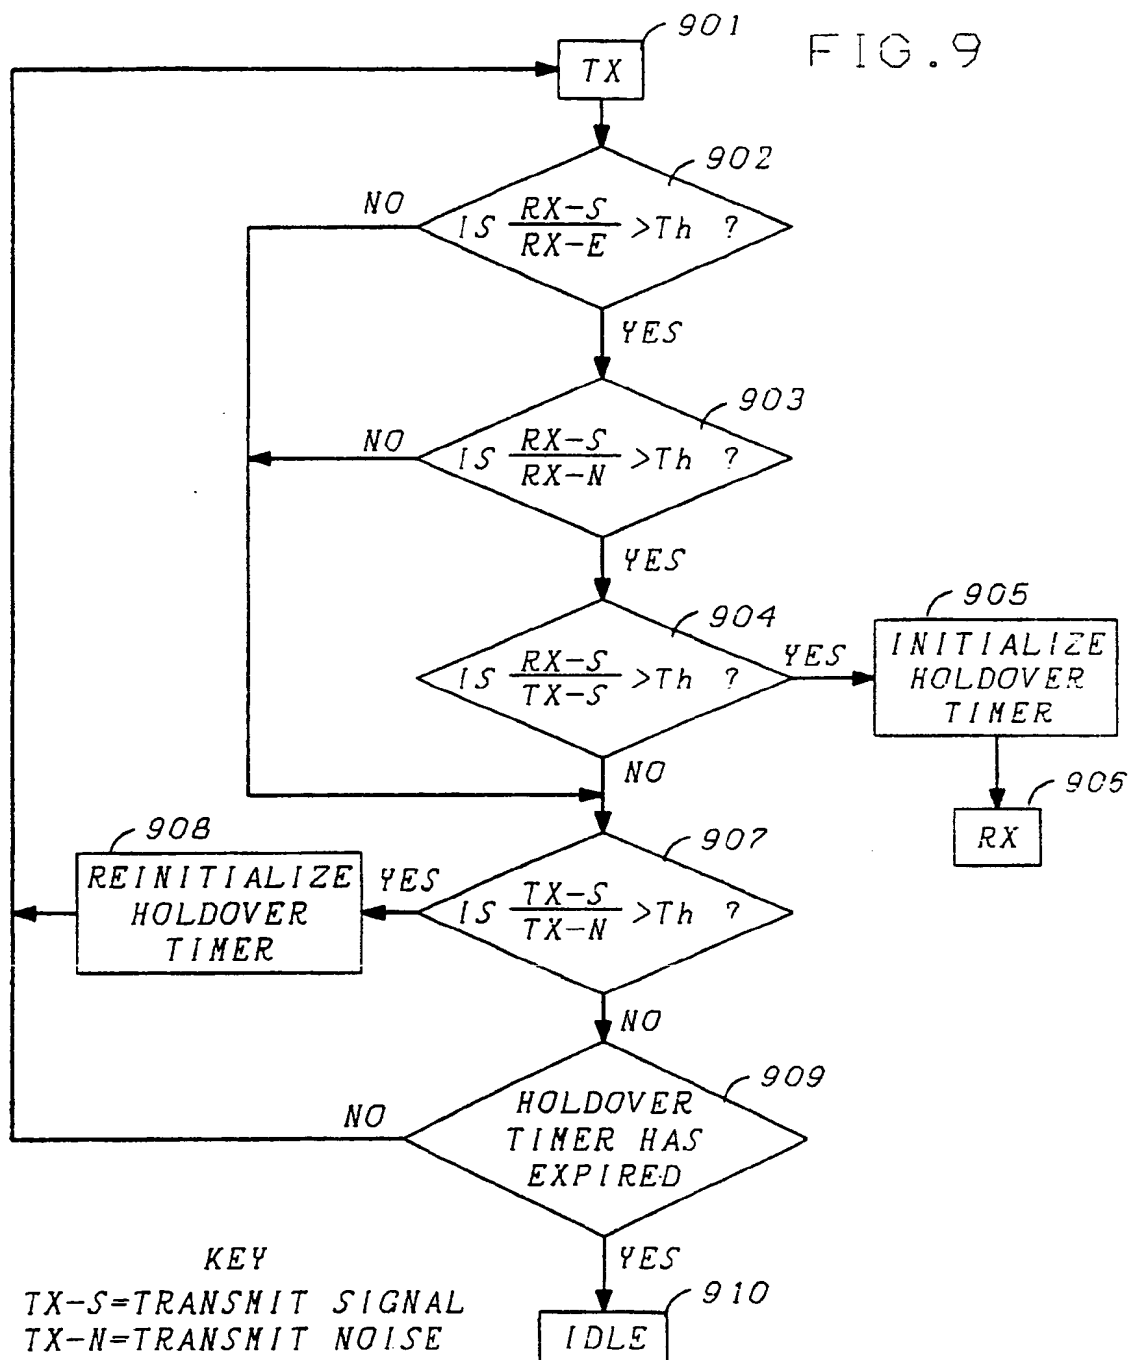 FIG.9
901
TX
902
NO
IS RX-S / RX-E >Th ?
YES
903
NO
IS RX-S / RX-N >Th ?
YES
904
IS RX-S / TX-S >Th ?
YES
905
INITIALIZE
HOLDOVER
TIMER
NO
906
RX
908
REINITIALIZE
HOLDOVER
TIMER
YES
907
IS TX-S / TX-N >Th ?
NO
909
NO
HOLDOVER
TIMER HAS
EXPIRED
YES
910
IDLE
KEY
TX-S=TRANSMIT SIGNAL
TX-N=TRANSMIT NOISE